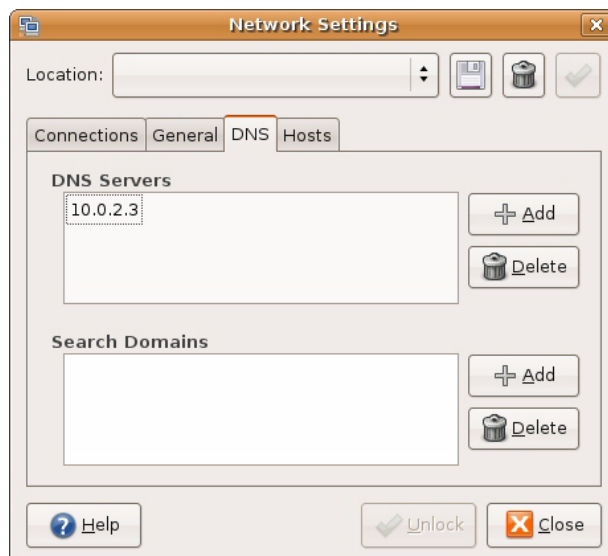 Network Settings
Location:
Connections General DNS Hosts
DNS Servers
10.0.2.3
Add
Delete
Search Domains
Add
Delete
Help Unlock Close